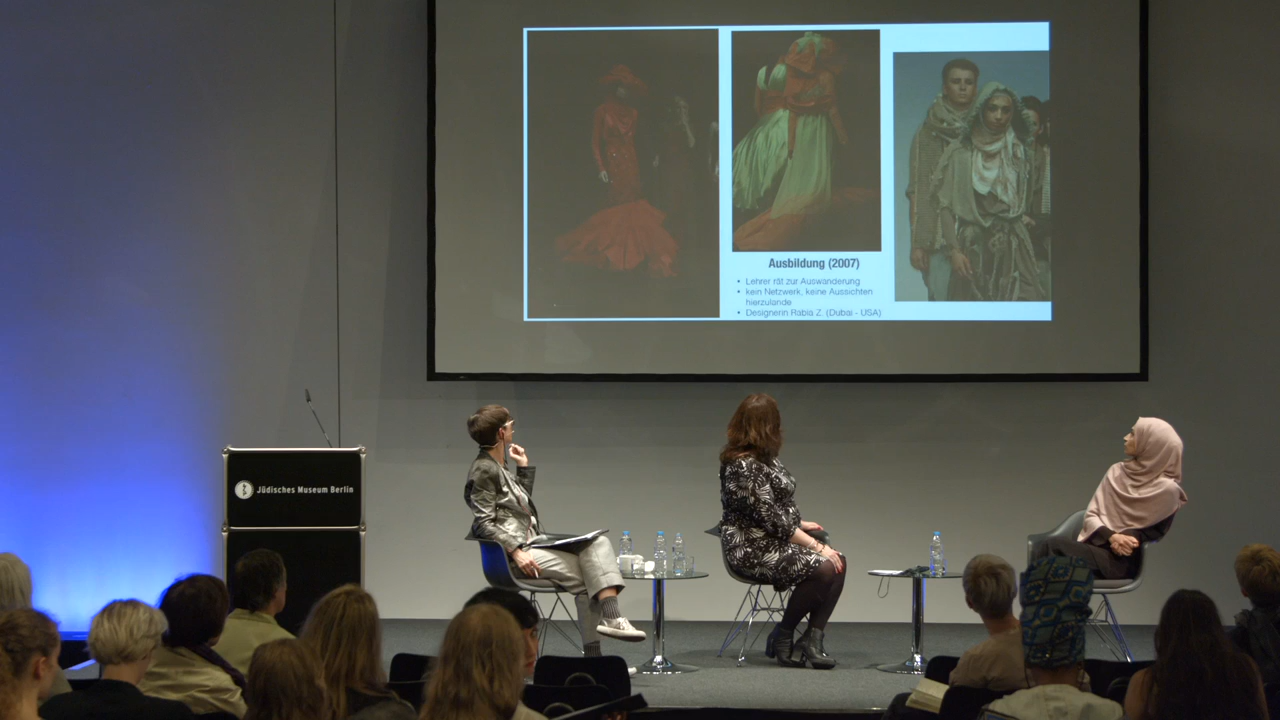 Ausbildung (2007)
• Lehrer rät zur Auswanderung
• kein Netzwerk, keine Aussichten
hierzulande
• Designerin Rabia Z. (Dubai - USA)
Jüdisches Museum Berlin